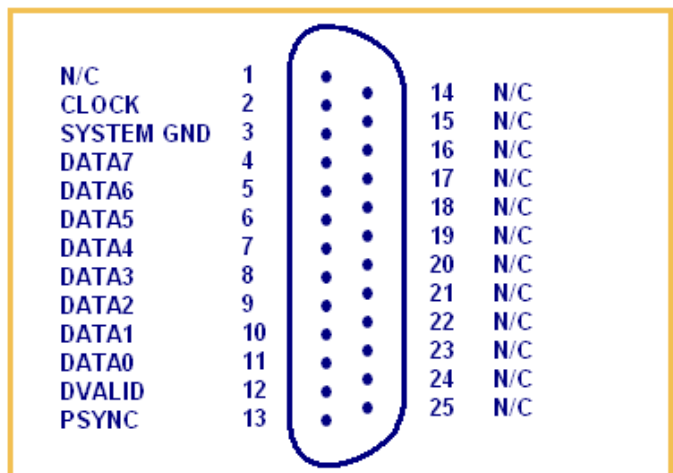 N/C 1
CLOCK 2
SYSTEM GND 3
DATA7 4
DATA6 5
DATA5 6
DATA4 7
DATA3 8
DATA2 9
DATA1 10
DATA0 11
DVALID 12
PSYNC 13
14 N/C
15 N/C
16 N/C
17 N/C
18 N/C
19 N/C
20 N/C
21 N/C
22 N/C
23 N/C
24 N/C
25 N/C